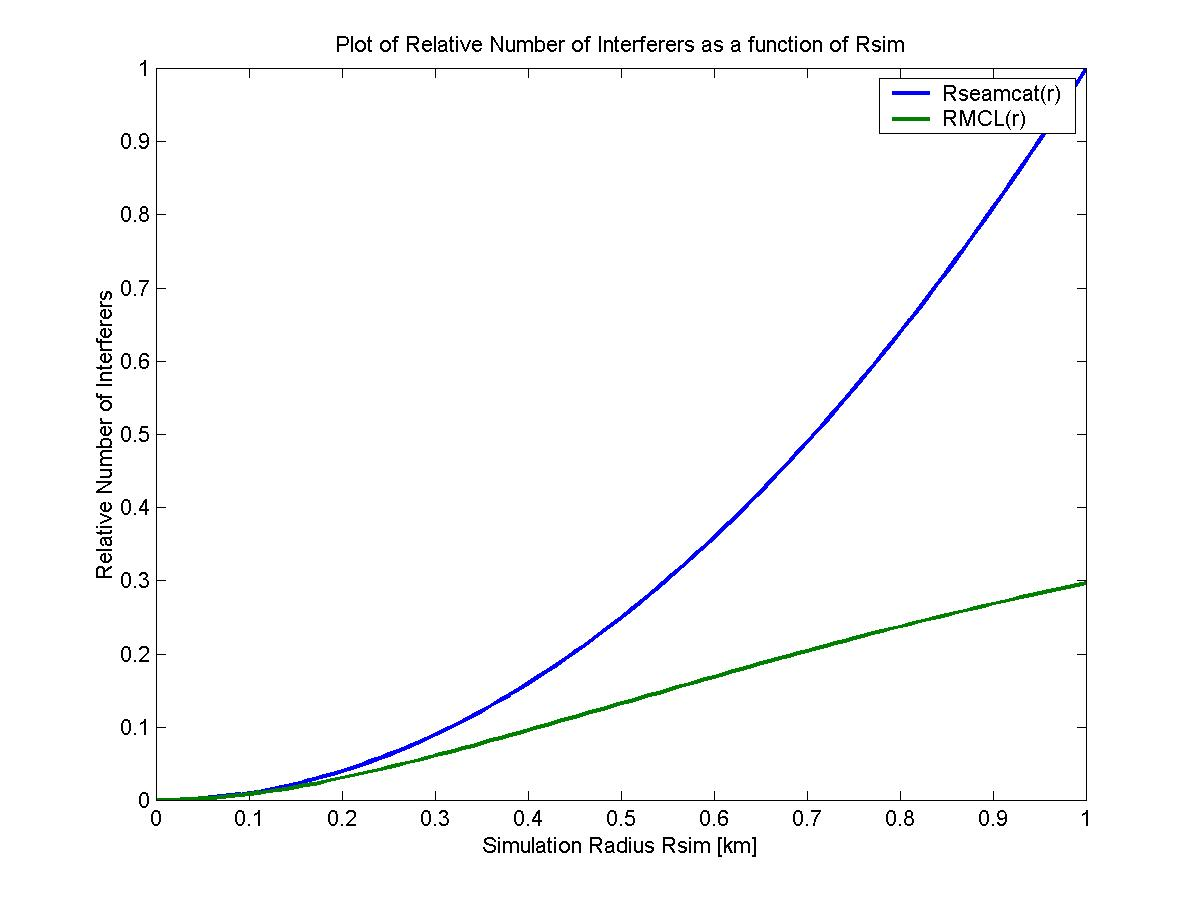 Plot of Relative Number of Interferers as a function of Rsim
Rseamcat(r)
RMCL(r)
1
0.9
0.8
0.7
0.6
0.5
0.4
0.3
0.2
0.1
0
Relative Number of Interferers
0 0.1 0.2 0.3 0.4 0.5 0.6 0.7 0.8 0.9 1
Simulation Radius Rsim [km]